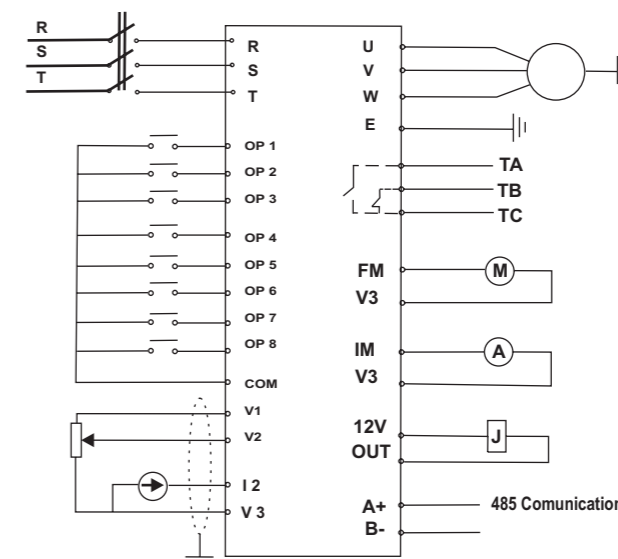 R
S
T
R
S
T
OP 1
OP 2
OP 3
OP 4
OP 5
OP 6
OP 7
OP 8
COM
V1
V2
I 2
V 3
U
V
W
E
TA
TB
TC
FM
M
V3
IM
A
V3
12V
J
OUT
A+
485 Comunication
B-